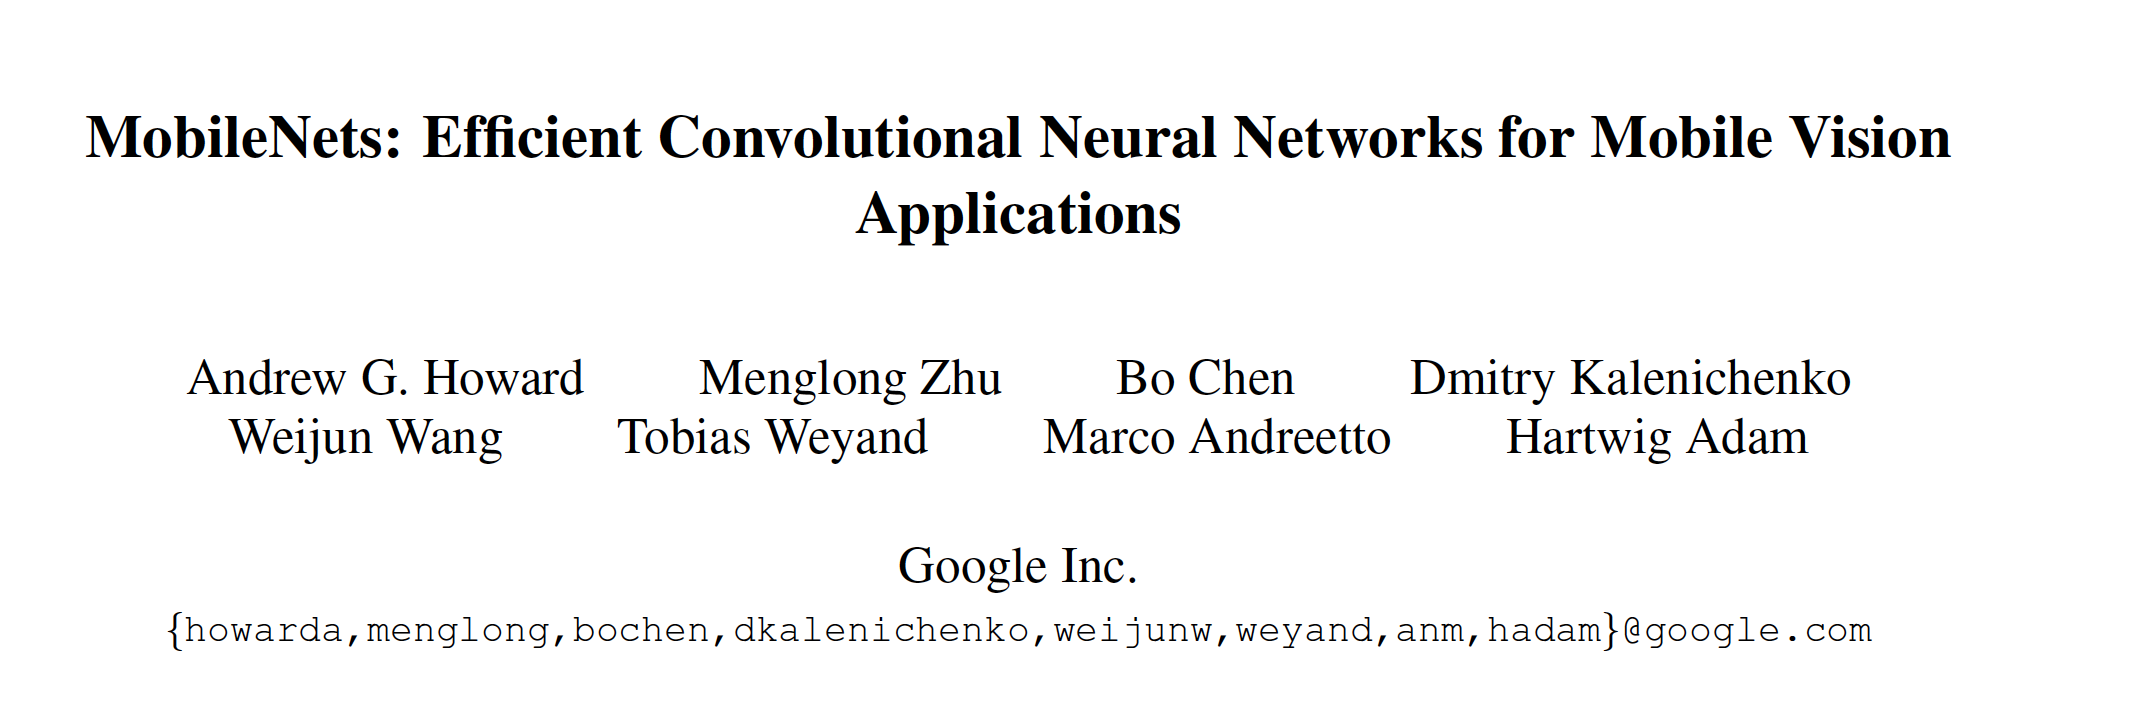 MobileNets: Efficient Convolutional Neural Networks for Mobile Vision
Applications
Andrew G. Howard Menglong Zhu Bo Chen Dmitry Kalenichenko
Weijun Wang Tobias Weyand Marco Andreetto Hartwig Adam
Google Inc.
{howarda,menglong,bochen,dkalenichenko,weijunw,weyand,anm,hadam}@google.com